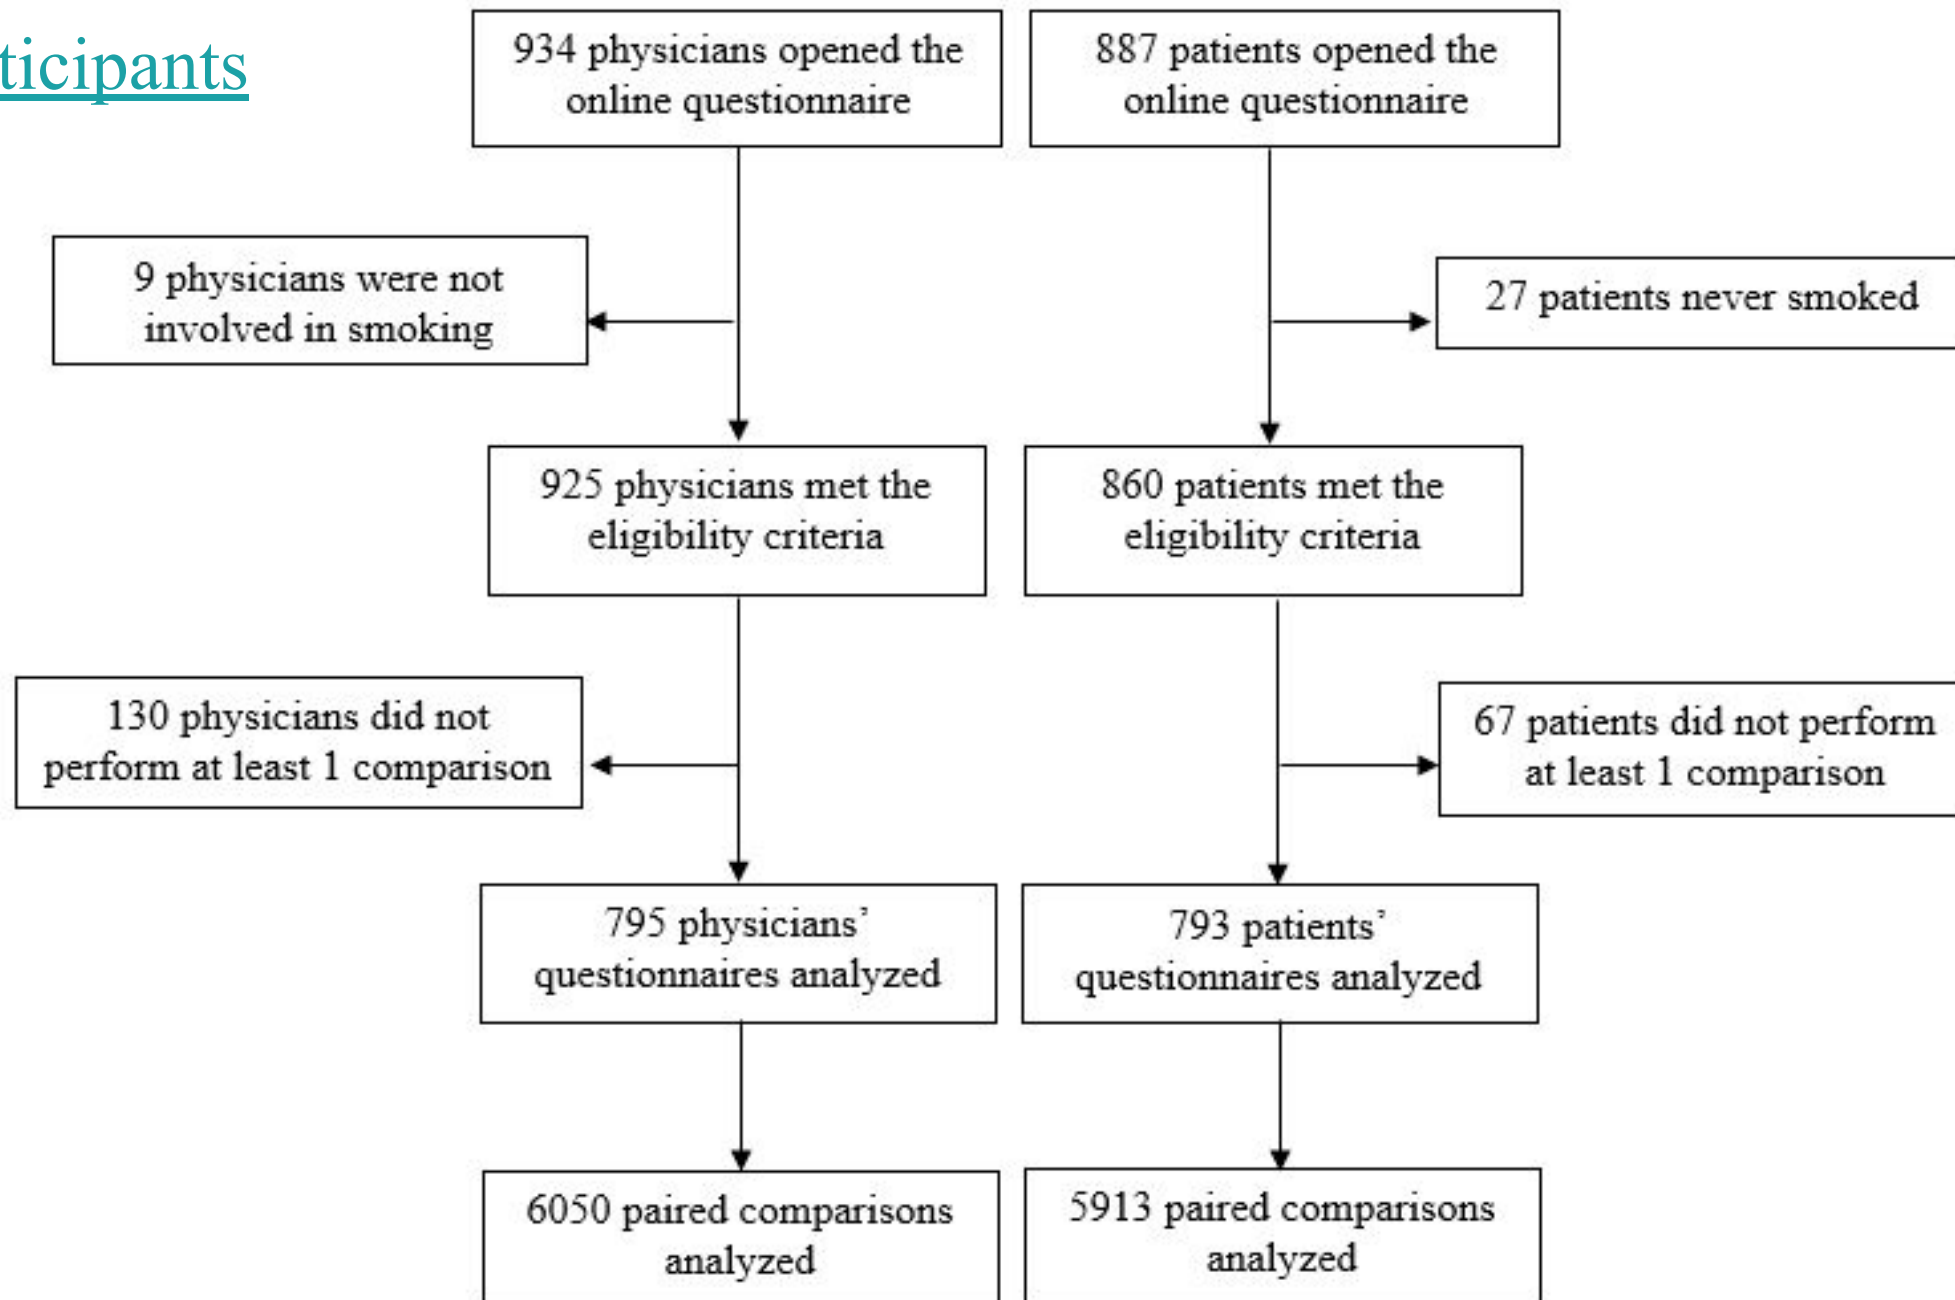 ticipants
934 physicians opened the
online questionnaire
887 patients opened the
online questionnaire
9 physicians were not
involved in smoking
27 patients never smoked
925 physicians met the
eligibility criteria
860 patients met the
eligibility criteria
130 physicians did not
perform at least 1 comparison
67 patients did not perform
at least 1 comparison
795 physicians’
questionnaires analyzed
793 patients’
questionnaires analyzed
6050 paired comparisons
analyzed
5913 paired comparisons
analyzed